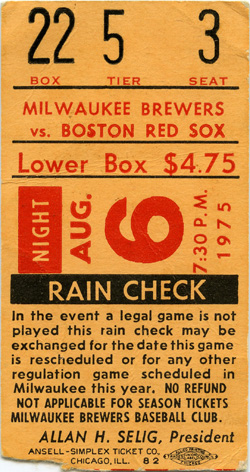 22 5 3
BOX TIER SEAT
MILWAUKEE BREWERS
vs. BOSTON RED SOX
Lower Box $4.75
NIGHT
AUG.
6
7:30 P.M. 1975
RAIN CHECK
In the event a legal game is not
played this rain check may be
exchanged for the date this game
is rescheduled or for any other
regulation game scheduled in
Milwaukee this year. NO REFUND
NOT APPLICABLE FOR SEASON TICKETS
MILWAUKEE BREWERS BASEBALL CLUB.
ALLAN H. SELIG, President
ANSELL-SIMPLEX TICKET CO.
CHICAGO, ILL. 82